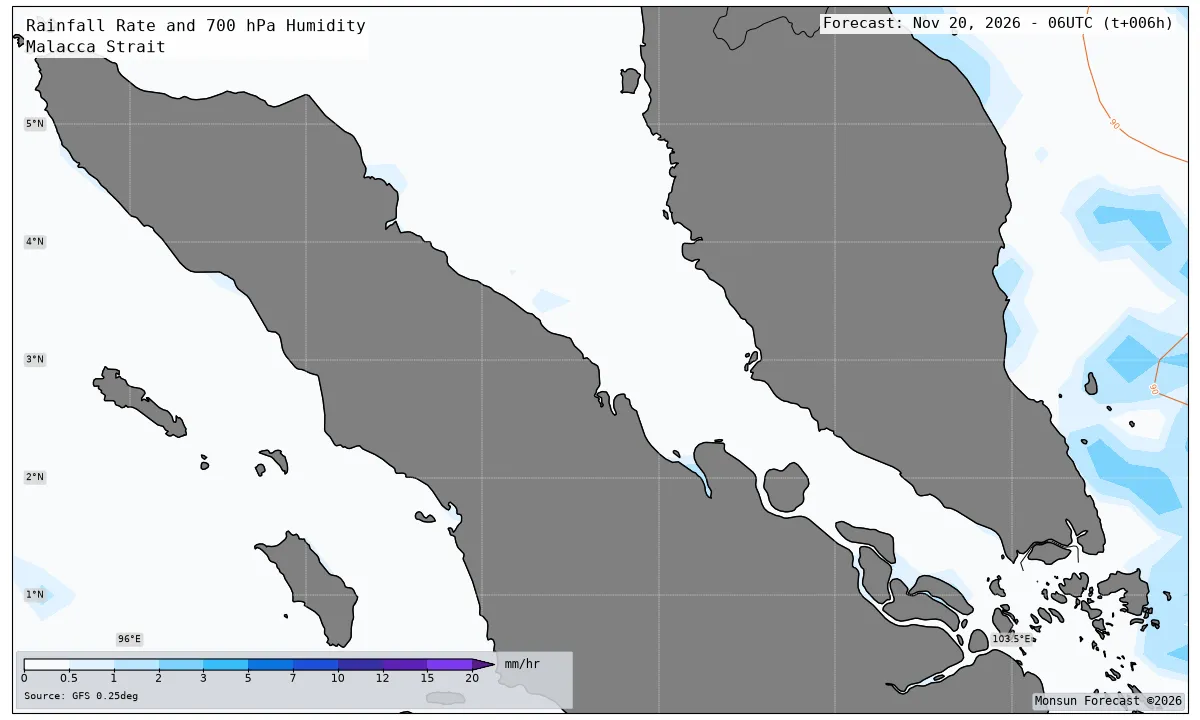 Rainfall Rate and 700 hPa Humidity
Malacca Strait
Forecast: Nov 20, 2026 - 06UTC (t+006h)
90
5°N
4°N
3°N
90
2°N
1°N
96°E
103.5°E
mm/hr
0 0.5 1 2 3 5 7 10 12 15 20
Source: GFS 0.25deg
Monsun Forecast ©2026